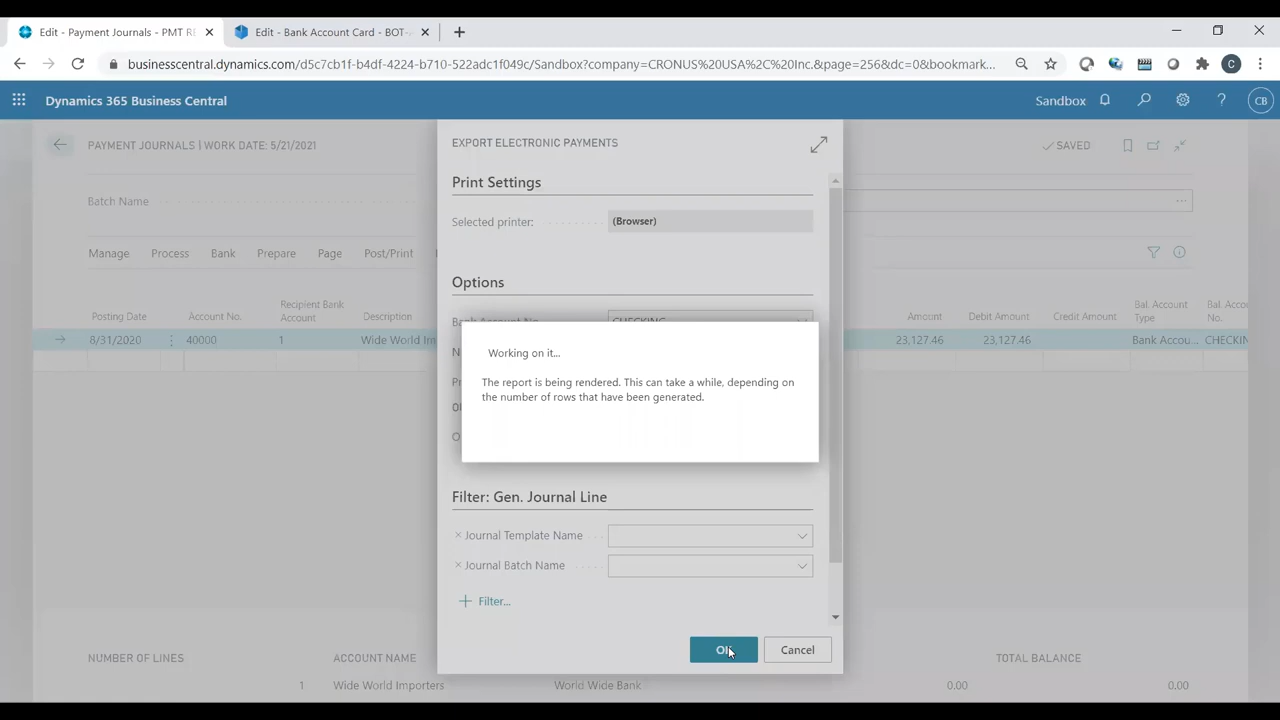 Edit - Payment Journals - PMT R
Edit - Bank Account Card - BOT-
businesscentral.dynamics.com/d5c7cb1f-b4df-4224-b710-522adc1f049c/Sandbox?company=CRONUS%20USA%2C%20Inc.&page=256&dc=0&bookmark...
C
Dynamics 365 Business Central
Sandbox
CB
PAYMENT JOURNALS | WORK DATE: 5/21/2021
SAVED
EXPORT ELECTRONIC PAYMENTS
Print Settings
Batch Name
Selected printer:
(Browser)
Manage
Process
Bank
Prepare
Page
Post/Print
Options
Bank Account No.
CHECKING
Posting Date
Account No.
Recipient Bank
Account
Description
Amount
Debit Amount
Credit Amount
Bal. Account
Type
Bal. Account
No.
8/31/2020
40000
1
Wide World Im
23,127.46
23,127.46
Bank Accou...
CHECKIN
Working on it...
The report is being rendered. This can take a while, depending on
the number of rows that have been generated.
Filter: Gen. Journal Line
Journal Template Name
Journal Batch Name
Filter...
OK
Cancel
NUMBER OF LINES
ACCOUNT NAME
TOTAL BALANCE
1
Wide World Importers
World Wide Bank
0.00
0.00